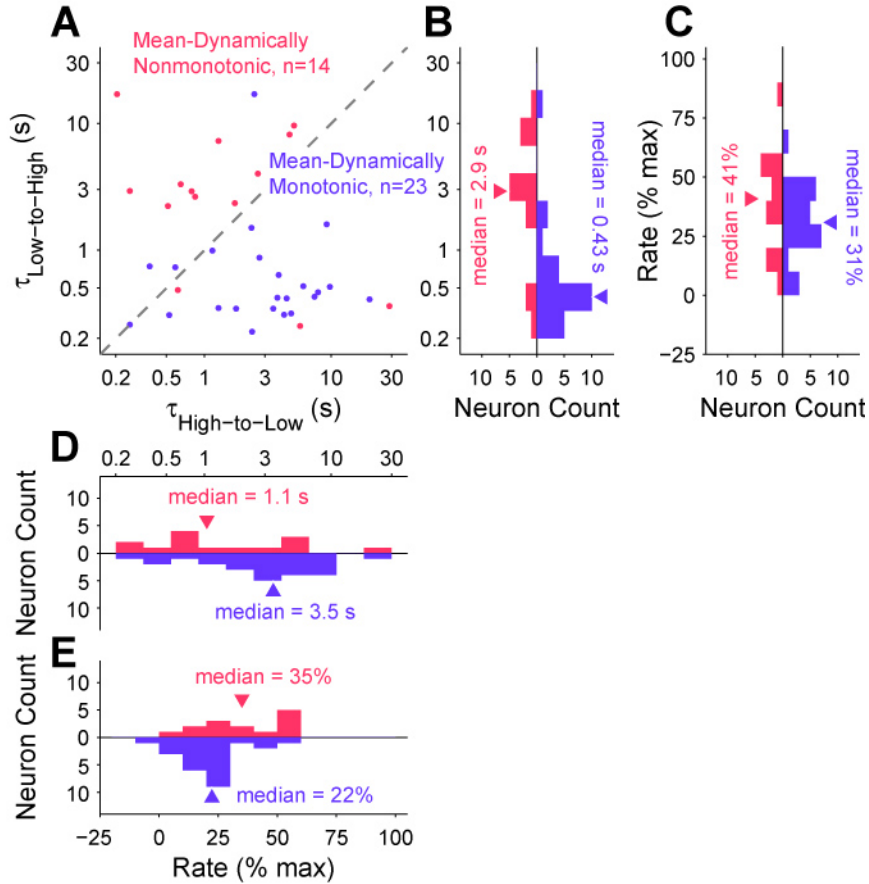 A
Mean-Dynamically
Nonmonotonic, n=14
Mean-Dynamically
Monotonic, n=23
30
10
3
1
0.5
0.2
τLow-to-High (s)
0.2 0.5 1 3 10 30
τHigh-to-Low (s)
B
30
10
3
1
0.5
0.2
median = 2.9 s
median = 0.43 s
10 5 0 5 10
Neuron Count
C
100
75
50
25
0
−25
Rate (% max)
median = 41%
median = 31%
10 5 0 5 10
Neuron Count
D
0.2 0.5 1 3 10 30
Neuron Count
10
5
0
5
10
median = 1.1 s
median = 3.5 s
E
Neuron Count
10
5
0
5
10
median = 35%
median = 22%
−25 0 25 50 75 100
Rate (% max)